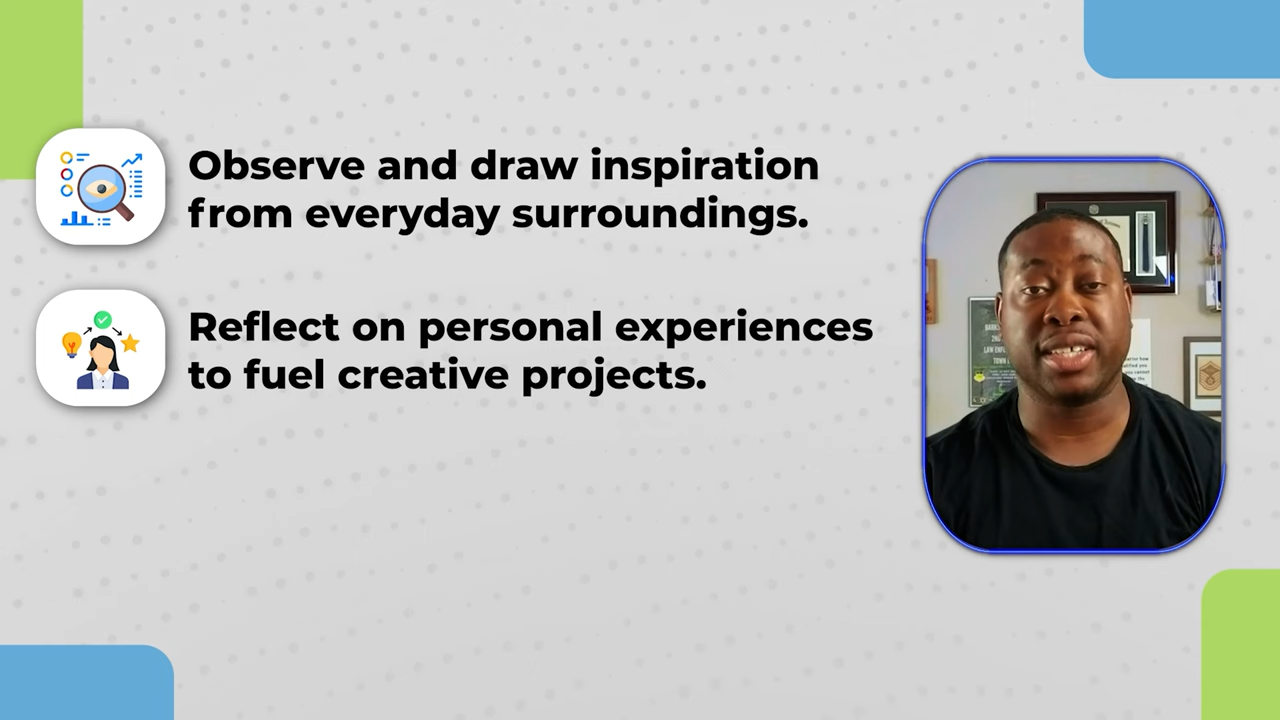 Observe and draw inspiration
from everyday surroundings.
Reflect on personal experiences
to fuel creative projects.